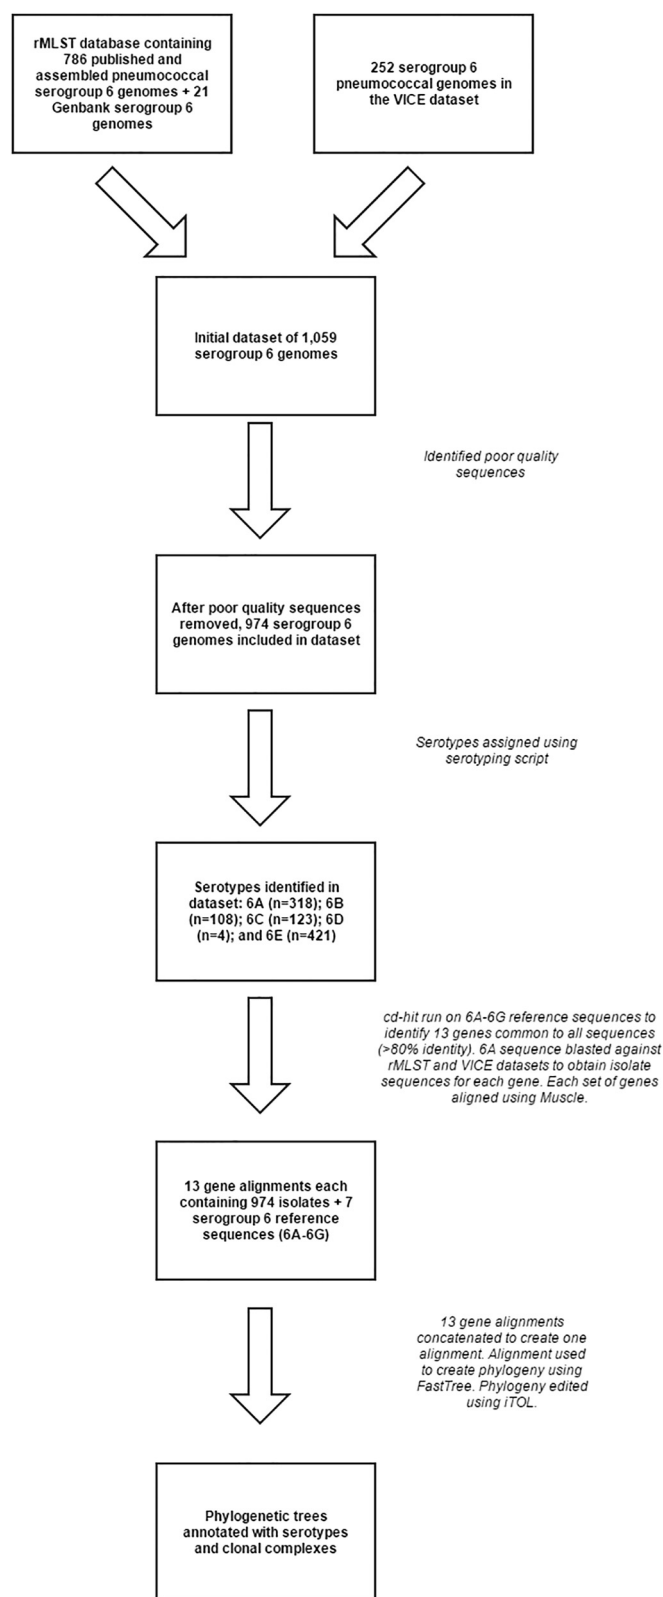 rMLST database containing
786 published and
assembled pneumococcal
serogroup 6 genomes + 21
Genbank serogroup 6
genomes
252 serogroup 6
pneumococcal genomes in
the VICE dataset
Initial dataset of 1,059
serogroup 6 genomes
Identified poor quality
sequences
After poor quality sequences
removed, 974 serogroup 6
genomes included in dataset
Serotypes assigned using
serotyping script
Serotypes identified in
dataset: 6A (n=318); 6B
(n=108); 6C (n=123); 6D
(n=4); and 6E (n=421)
cd-hit run on 6A-6G reference sequences to
identify 13 genes common to all sequences
(>80% identity). 6A sequence blasted against
rMLST and VICE datasets to obtain isolate
sequences for each gene. Each set of genes
aligned using Muscle.
13 gene alignments each
containing 974 isolates + 7
serogroup 6 reference
sequences (6A-6G)
13 gene alignments
concatenated to create one
alignment. Alignment used
to create phylogeny using
FastTree. Phylogeny edited
using iTOL.
Phylogenetic trees
annotated with serotypes
and clonal complexes